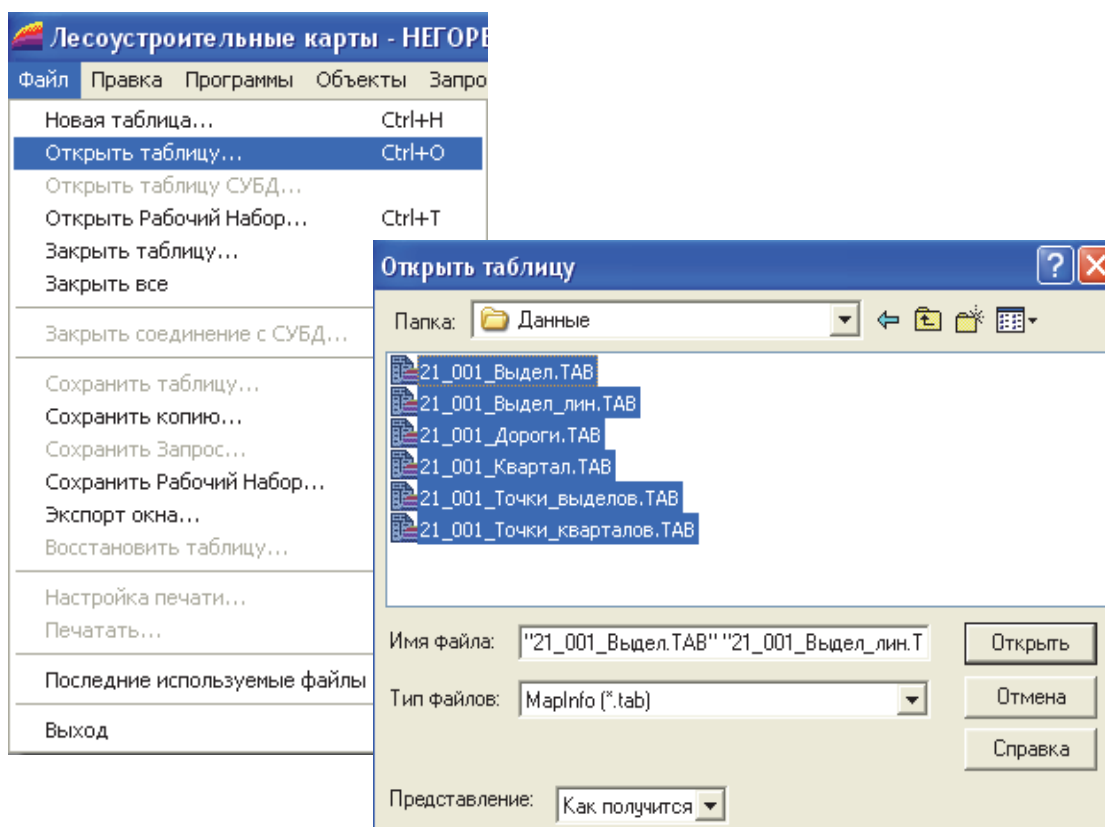 Лесоустроительные карты - НЕГОРЕ
Файл Правка Программы Объекты Запро
Новая таблица... Ctrl+Н
Открыть таблицу... Ctrl+O
Открыть таблицу СУБД...
Открыть Рабочий Набор... Ctrl+T
Закрыть таблицу...
Закрыть все
Закрыть соединение с СУБД...
Сохранить таблицу...
Сохранить копию...
Сохранить Запрос...
Сохранить Рабочий Набор...
Экспорт окна...
Восстановить таблицу...
Настройка печати...
Печатать...
Последние используемые файлы
Выход
Открыть таблицу
Папка: Данные
21_001_Выдел.TAB
21_001_Выдел_лин.TAB
21_001_Дороги.TAB
21_001_Квартал.TAB
21_001_Точки_выделов.TAB
21_001_Точки_кварталов.TAB
Имя файла: "21_001_Выдел.TAB" "21_001_Выдел_лин.T Открыть
Тип файлов: MapInfo (*.tab) Отмена
Справка
Представление: Как получится